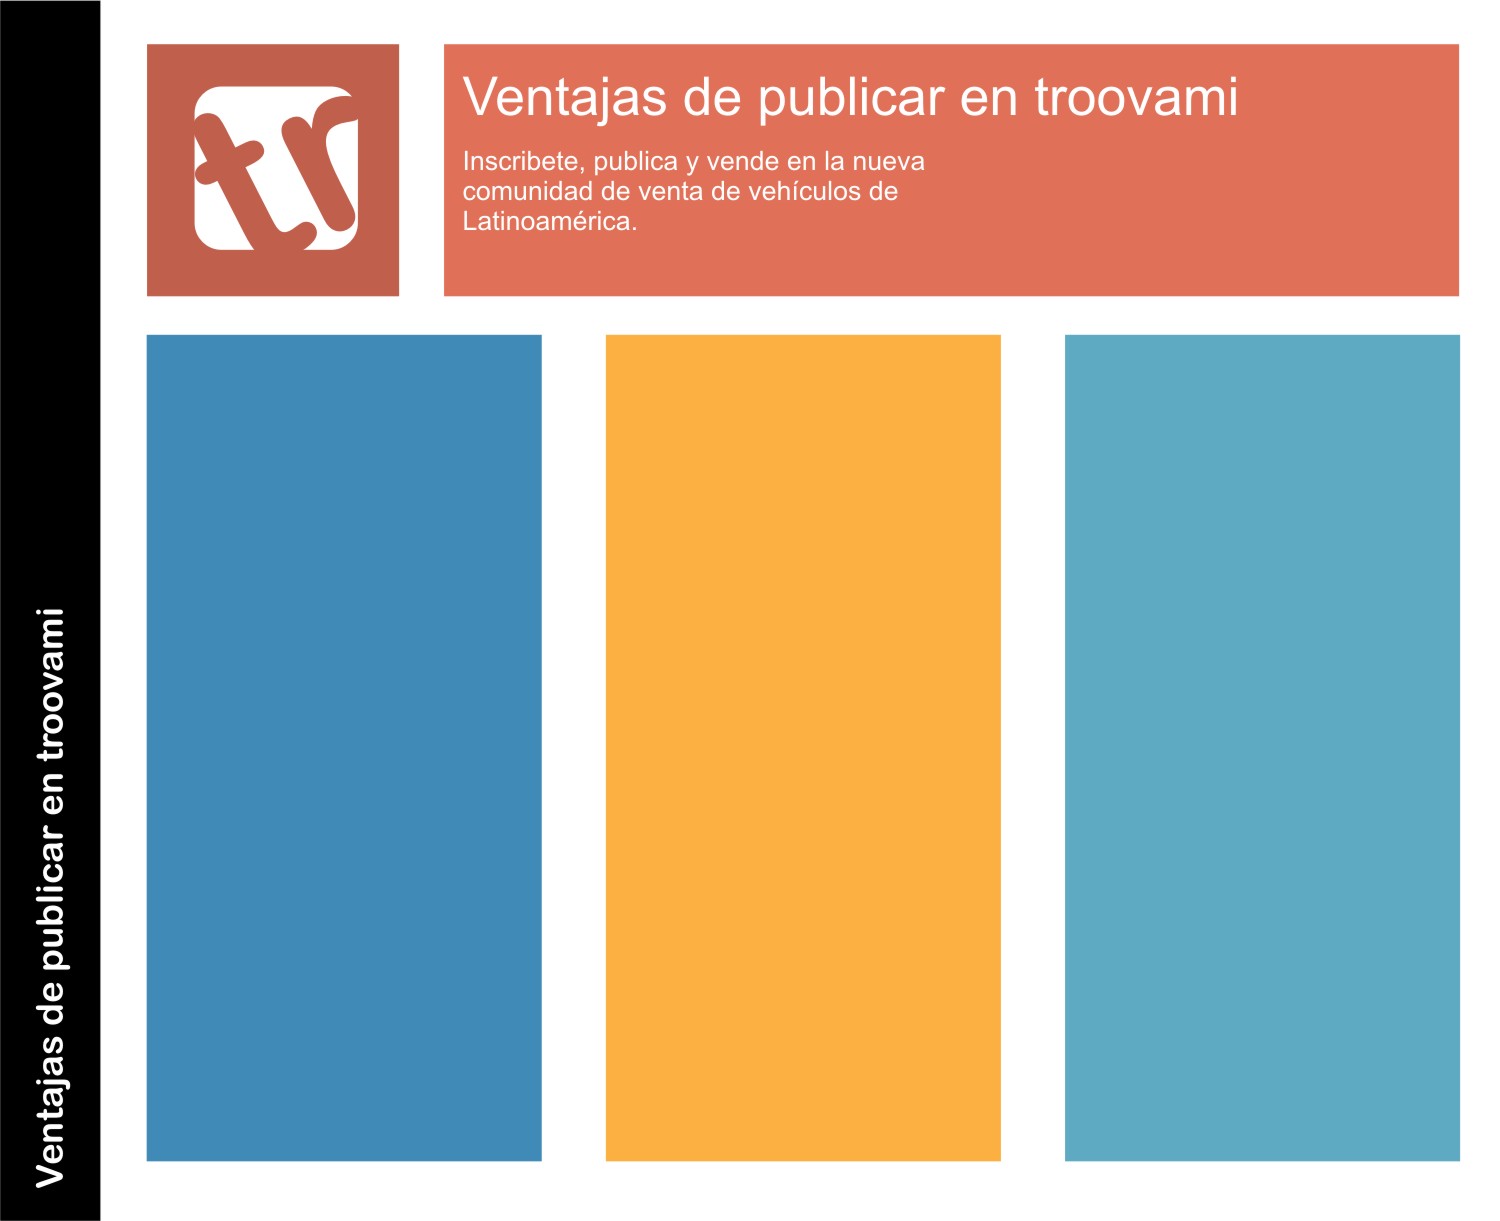 tr
Ventajas de publicar en troovami
Inscribete, publica y vende en la nueva
comunidad de venta de vehículos de
Latinoamérica.
Ventajas de publicar en troovami